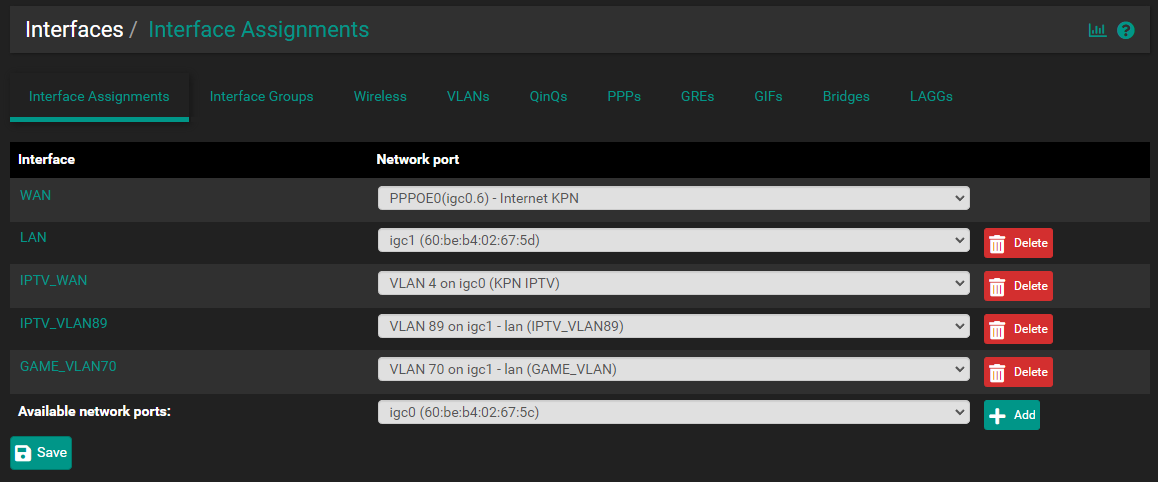 Interfaces / Interface Assignments
Interface Assignments Interface Groups Wireless VLANs QinQs PPPs GREs GIFs Bridges LAGGs
Interface Network port
WAN PPPOE0(igc0.6) - Internet KPN
LAN igc1 (60:be:b4:02:67:5d) Delete
IPTV_WAN VLAN 4 on igc0 (KPN IPTV) Delete
IPTV_VLAN89 VLAN 89 on igc1 - lan (IPTV_VLAN89) Delete
GAME_VLAN70 VLAN 70 on igc1 - lan (GAME_VLAN) Delete
Available network ports: igc0 (60:be:b4:02:67:5c) Add
Save